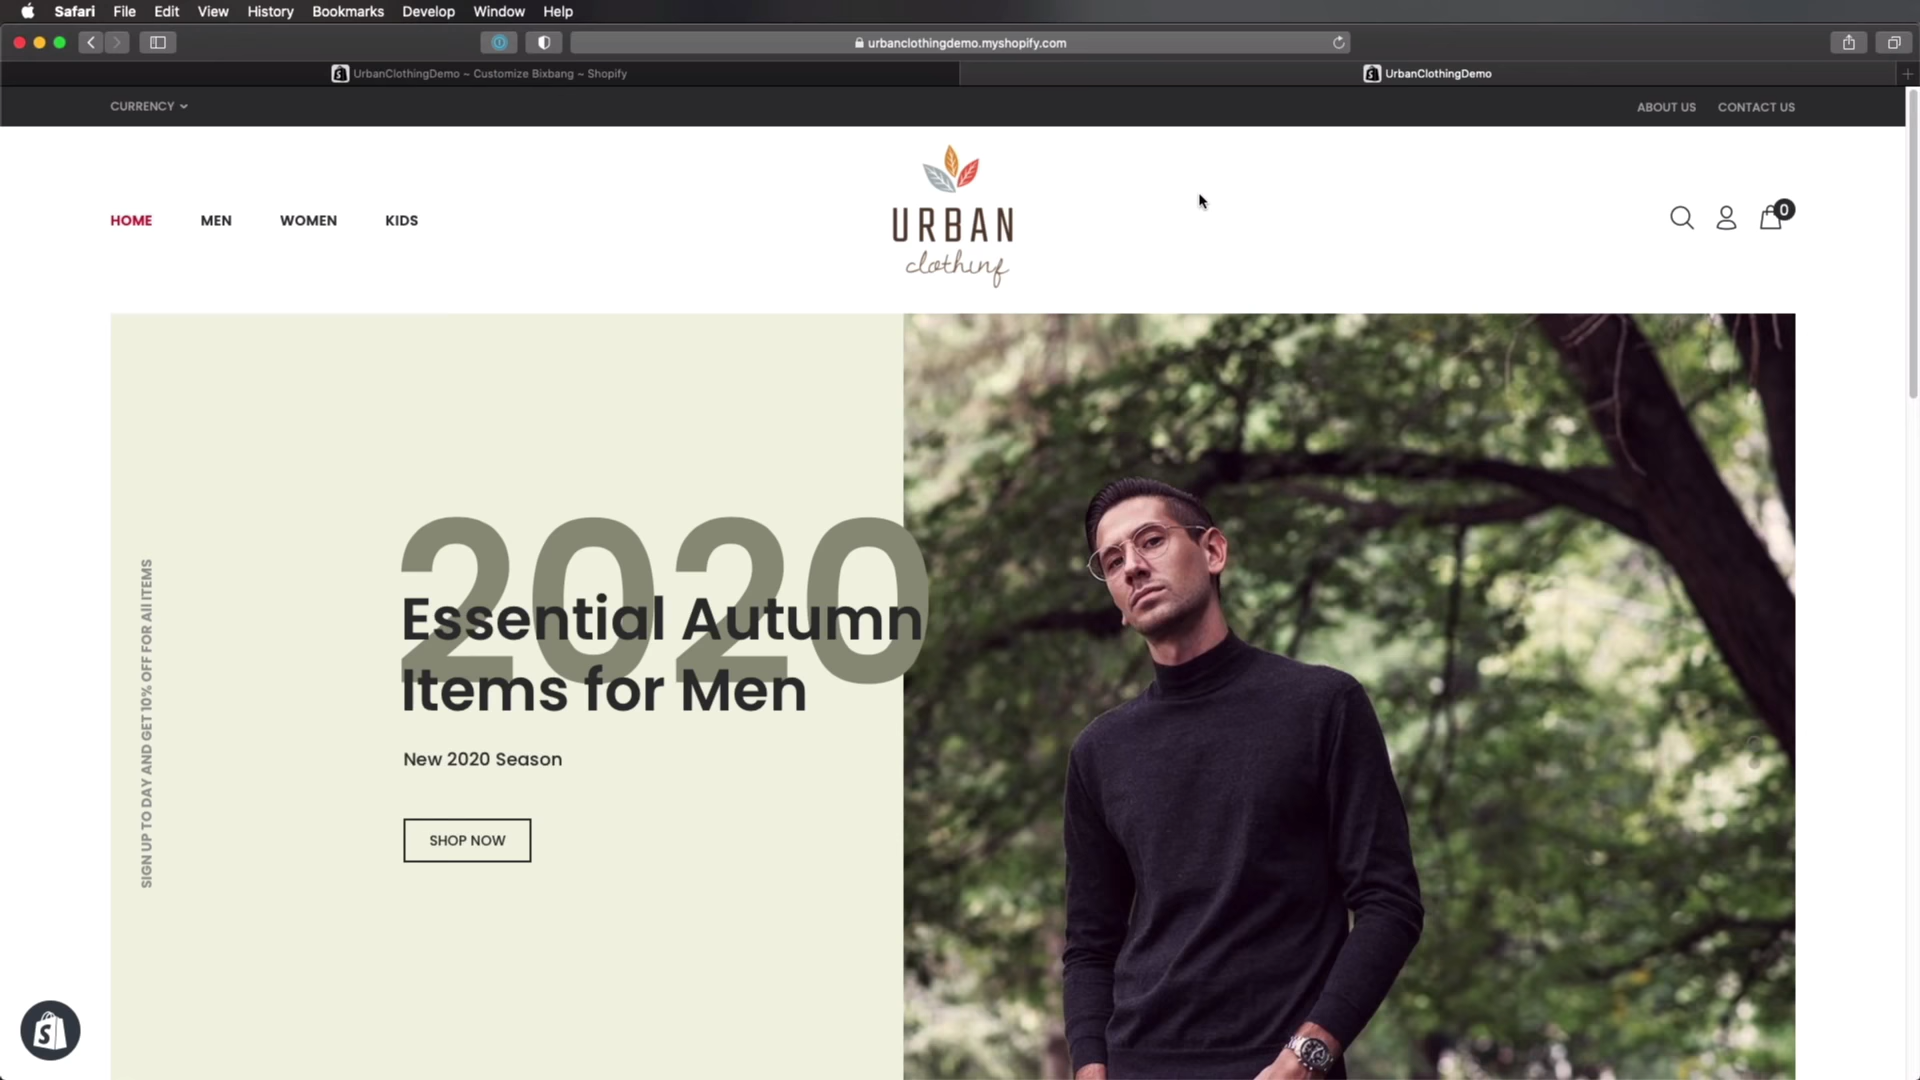 Safari File Edit View History Bookmarks Develop Window Help
urbanclothingdemo.myshopify.com
UrbanClothingDemo ~ Customize Bixbang ~ Shopify
UrbanClothingDemo
CURRENCY
ABOUT US CONTACT US
HOME MEN WOMEN KIDS
URBAN
clothing
0
2020
Essential Autumn
Items for Men
New 2020 Season
SHOP NOW
SIGN UP TO DAY AND GET 10% OFF FOR All ITEMS